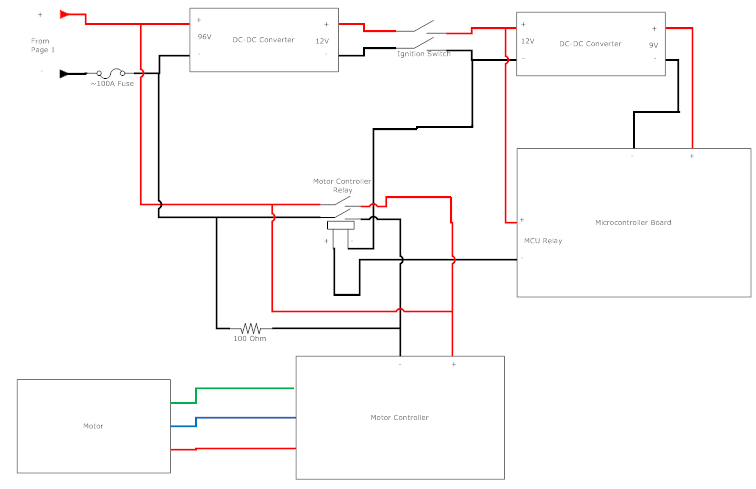 +
From
Page 1
-
~100A Fuse
+
96V
-
DC-DC Converter
+
12V
-
Ignition Switch
+
12V
-
DC-DC Converter
+
9V
-
- +
Motor Controller
Relay
+ -
+
MCU Relay
-
Microcontroller Board
100 Ohm
- +
Motor
Motor Controller